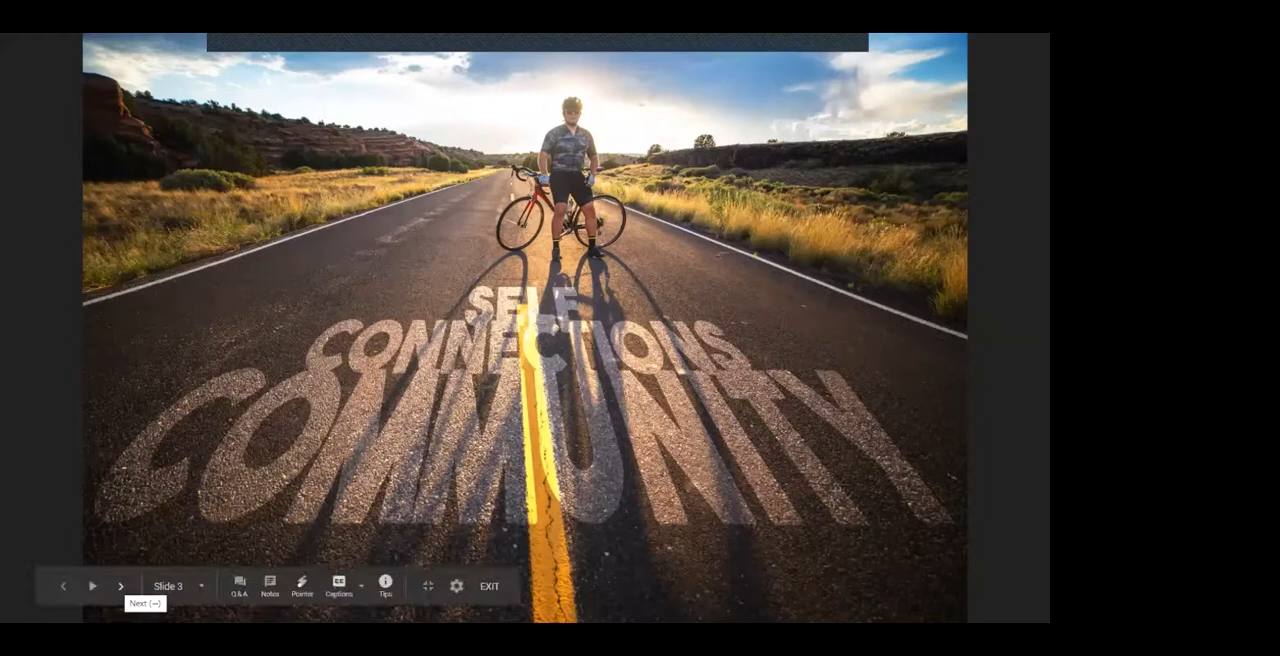 SELF
CONNECTIONS
COMMUNITY
Slide 3
Q&A
Notes
Pointer
Captions
Tips
EXIT
Next (→)